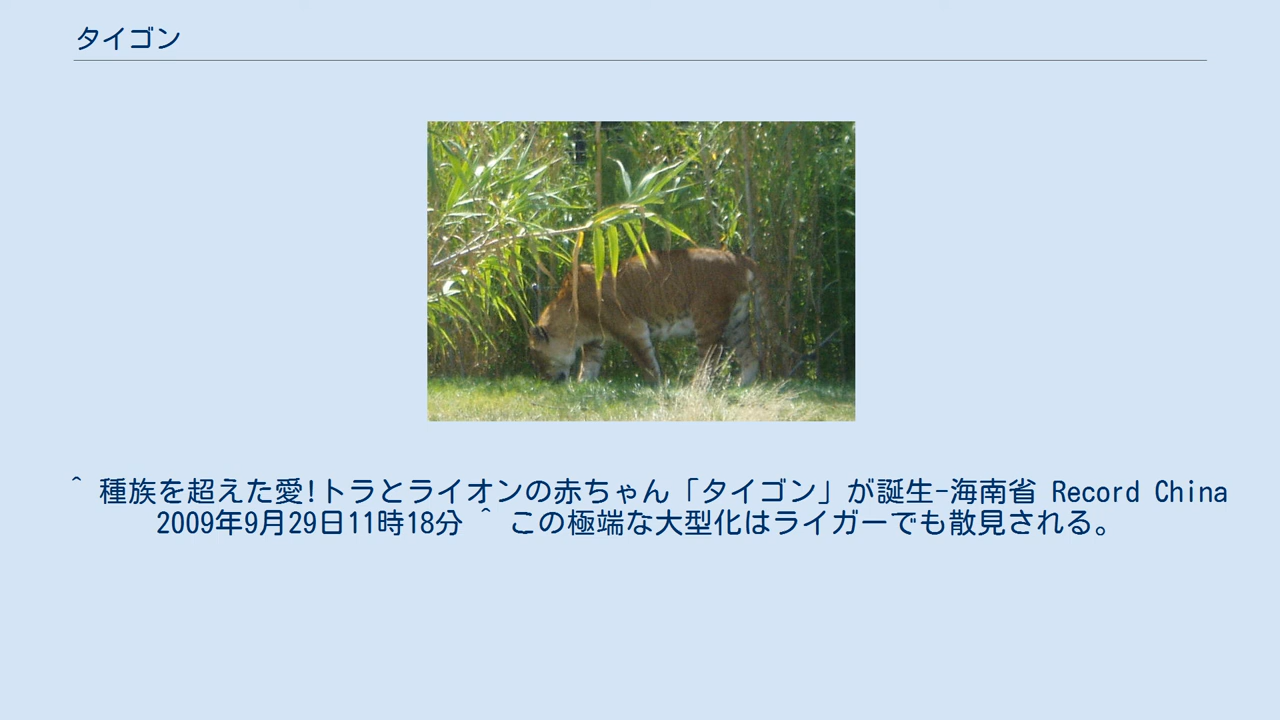 タイゴン
^ 種族を超えた愛!トラとライオンの赤ちゃん「タイゴン」が誕生-海南省 Record China
2009年9月29日11時18分 ^ この極端な大型化はライガーでも散見される。